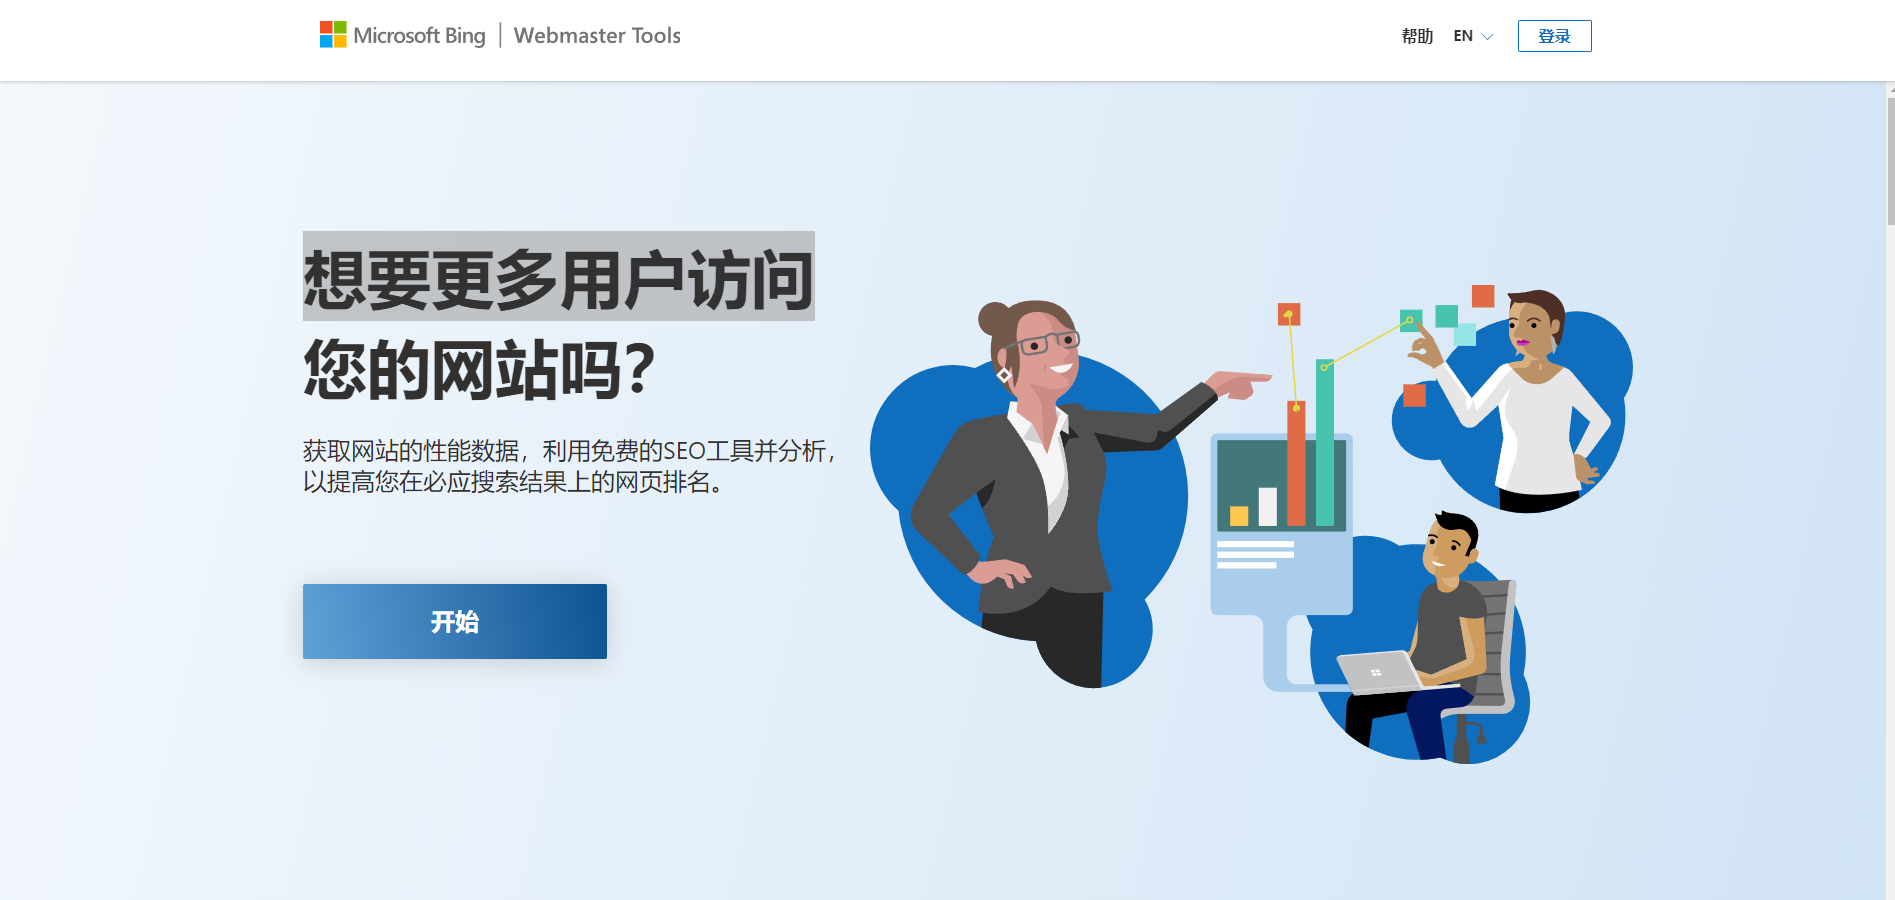 Microsoft Bing | Webmaster Tools
帮助 EN 登录
想要更多用户访问
您的网站吗？
获取网站的性能数据，利用免费的SEO工具并分析，
以提高您在必应搜索结果上的网页排名。
开始